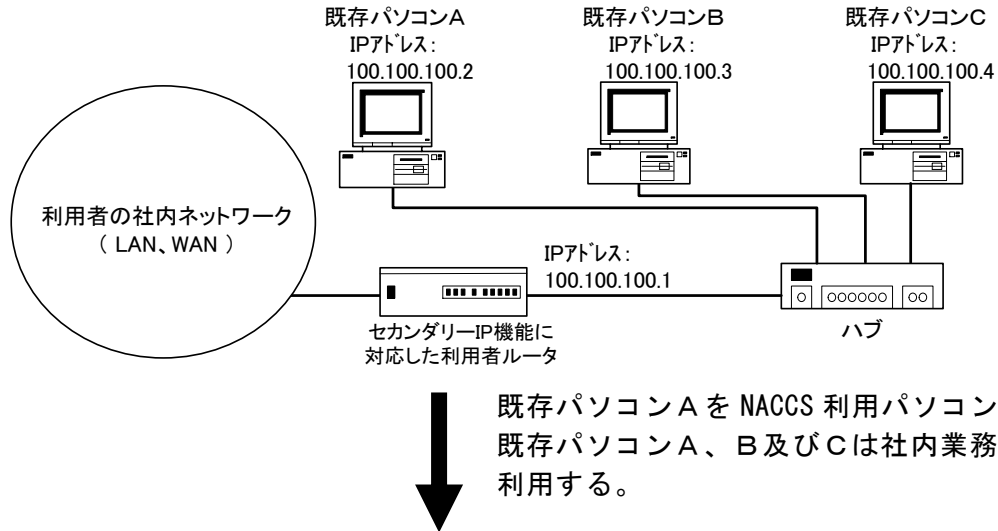 既存パソコンA
IPアドレス:
100.100.100.2
既存パソコンB
IPアドレス:
100.100.100.3
既存パソコンC
IPアドレス:
100.100.100.4
利用者の社内ネットワーク
（ LAN、WAN ）
IPアドレス:
100.100.100.1
セカンダリーIP機能に
対応した利用者ルータ
ハブ
既存パソコンAを NACCS 利用パソコン
既存パソコンA、B及びCは社内業務
利用する。